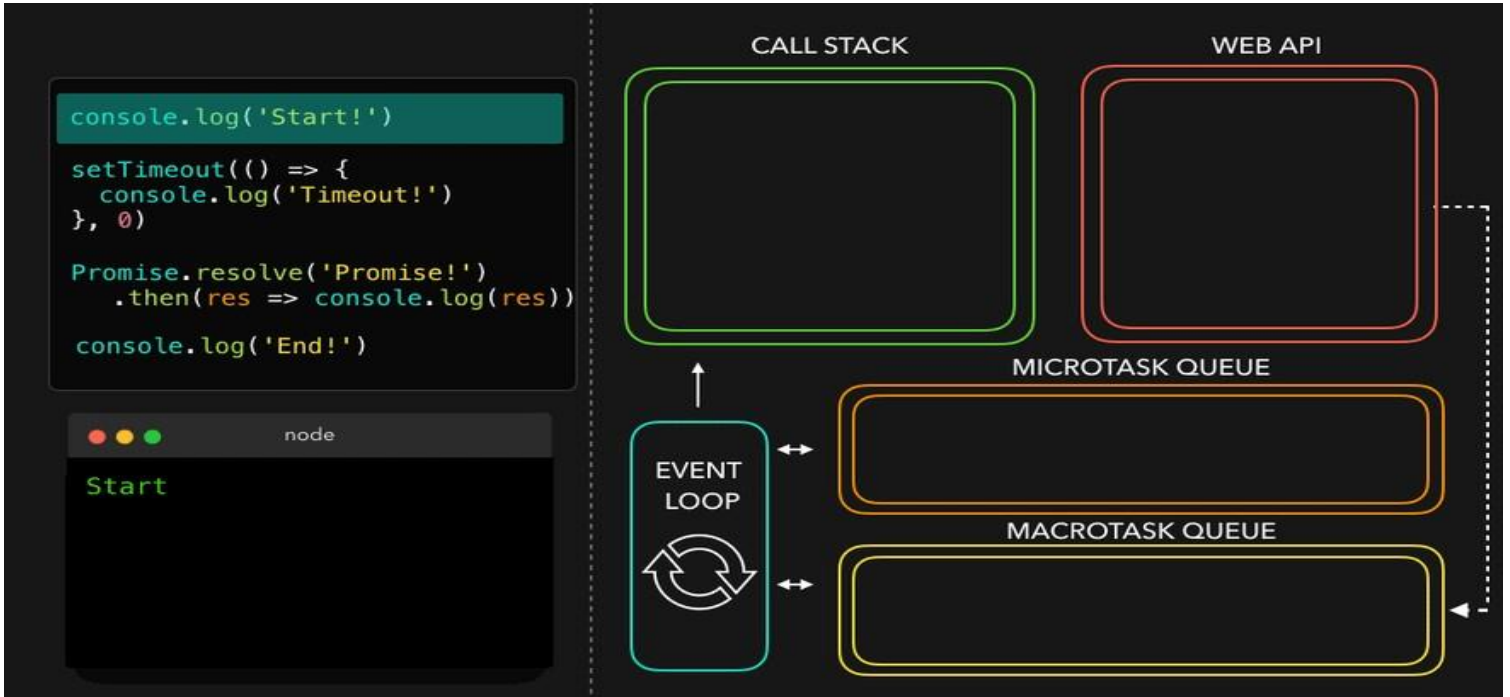 console.log('Start!')
setTimeout(() => {
  console.log('Timeout!')
}, 0)
Promise.resolve('Promise!')
   .then(res => console.log(res))
console.log('End!')
node
Start
CALL STACK
WEB API
MICROTASK QUEUE
EVENT
LOOP
MACROTASK QUEUE